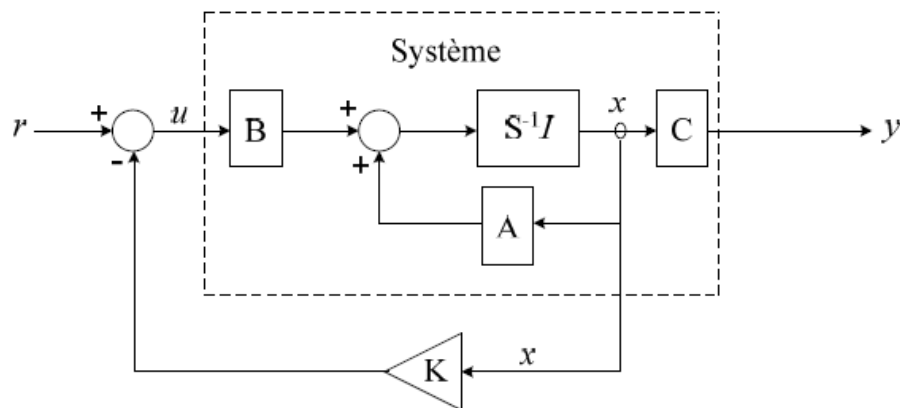 Système
r
+
-
u
B
+
+
S⁻¹I
x
C
y
A
K
x